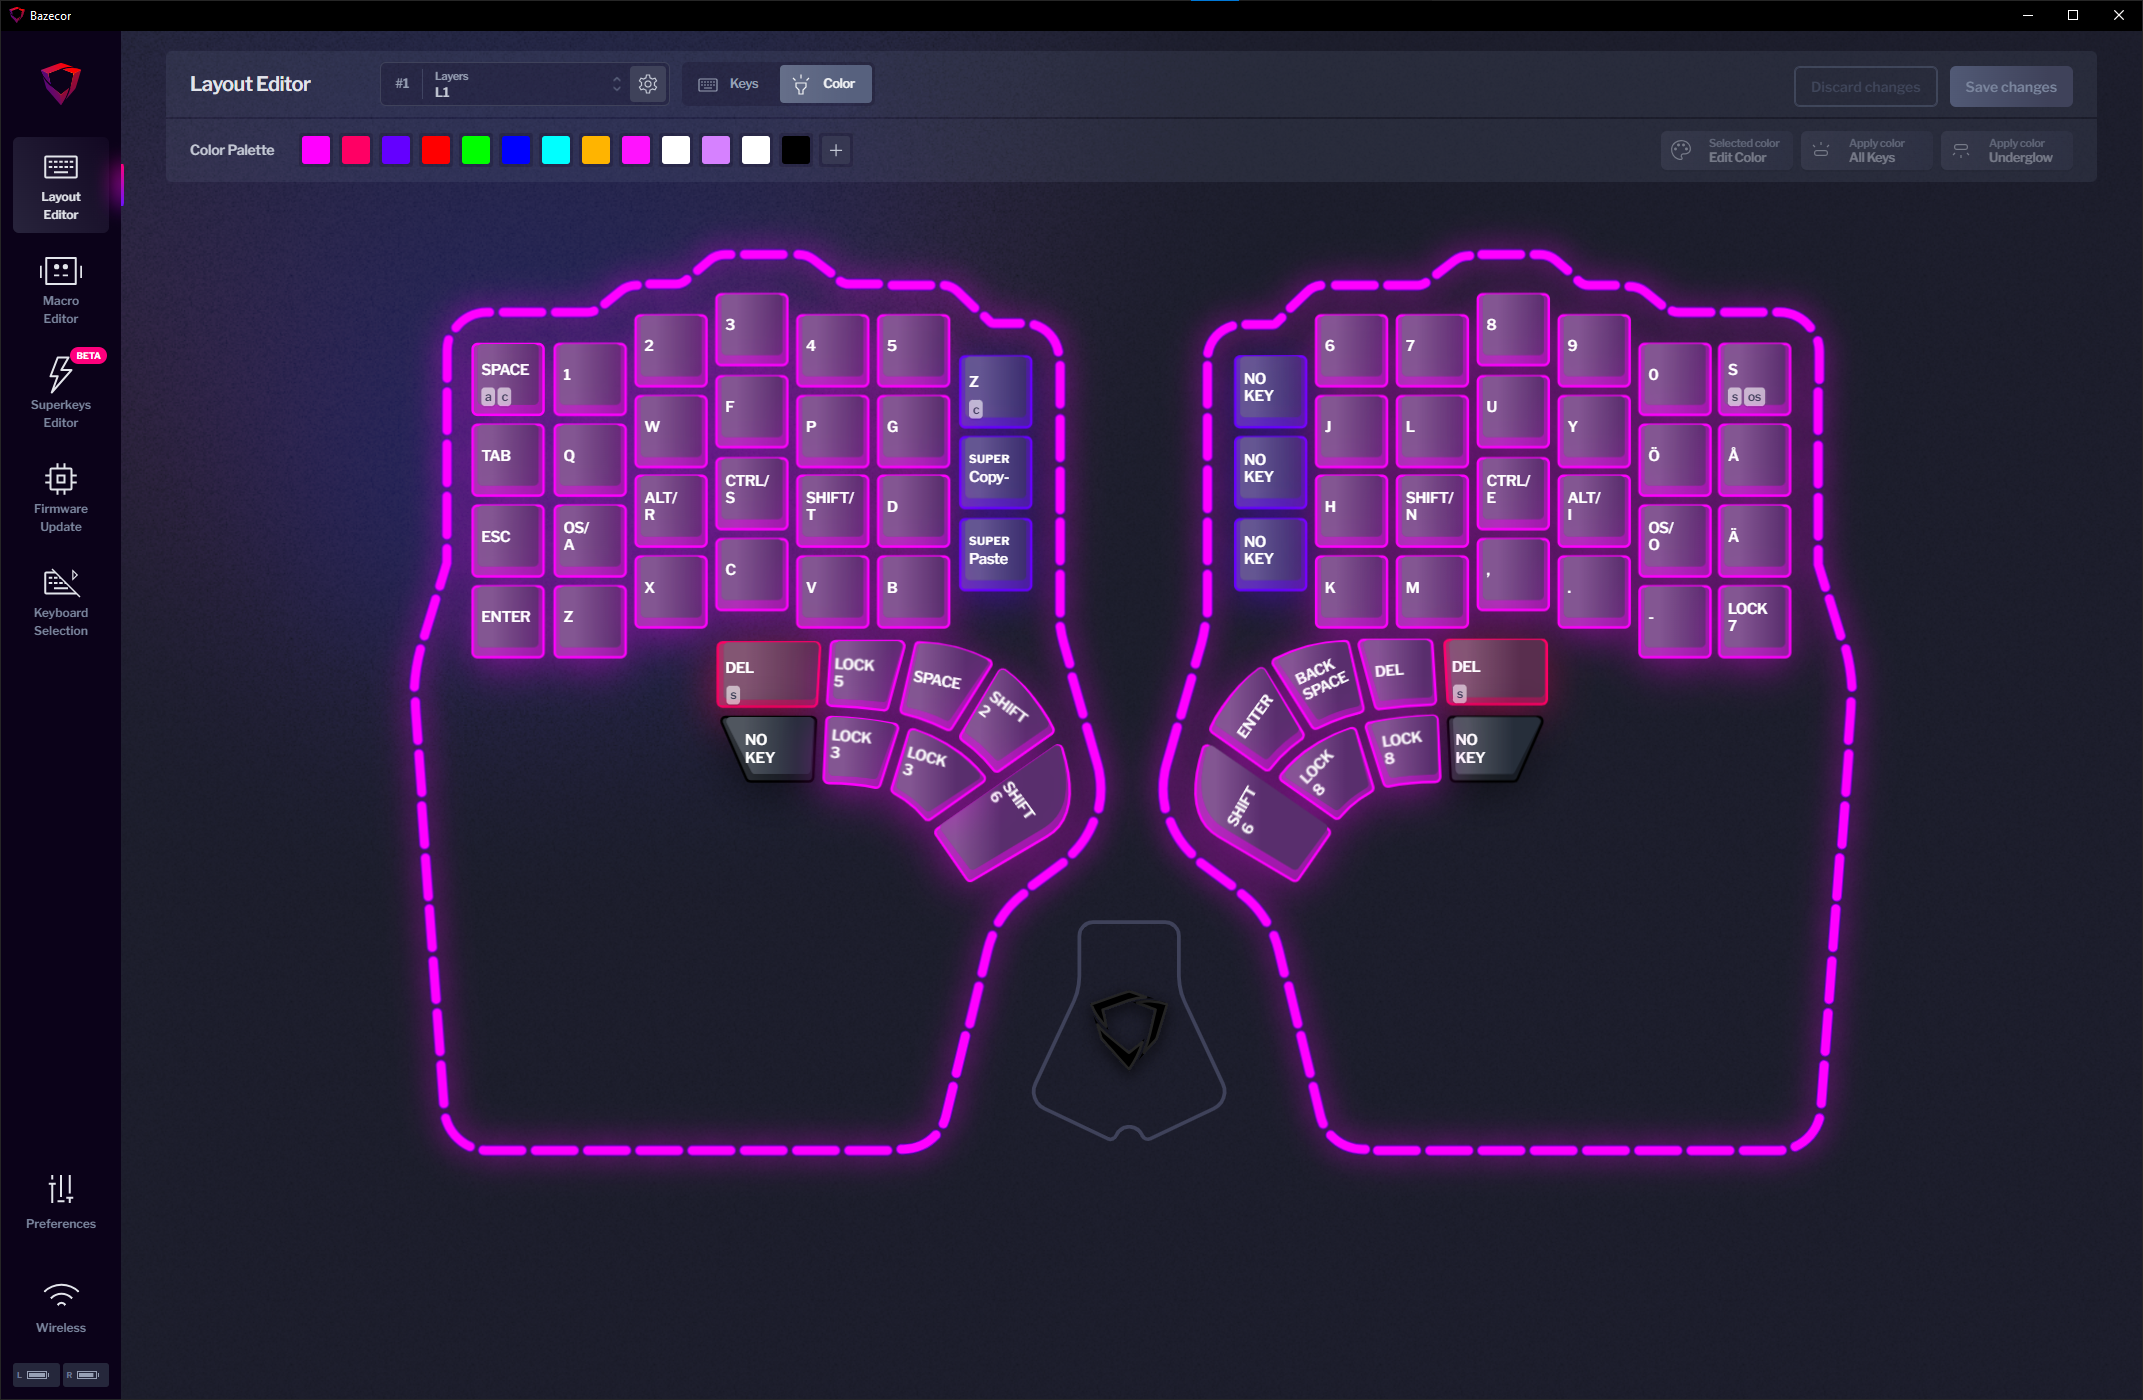 Bazecor
Layout Editor
#1
Layers
L1
Keys
Color
Discard changes
Save changes
Color Palette
Selected color
Edit Color
Apply color
All Keys
Apply color
Underglow
Layout
Editor
Macro
Editor
BETA
Superkeys
Editor
Firmware
Update
Keyboard
Selection
Preferences
Wireless
L
R
SPACE
a c
1
2
3
4
5
Z
c
TAB
Q
W
F
P
G
SUPER
Copy-
ESC
OS/
A
ALT/
R
CTRL/
S
SHIFT/
T
D
SUPER
Paste
ENTER
Z
X
C
V
B
DEL
s
LOCK
5
SPACE
SHIFT
2
NO
KEY
LOCK
3
LOCK
3
SHIFT
6
NO
KEY
6
7
8
9
0
S
s os
NO
KEY
J
L
U
Y
Ö
Å
NO
KEY
H
SHIFT/
N
CTRL/
E
ALT/
I
OS/
O
Ä
K
M
,
.
-
LOCK
7
ENTER
BACK
SPACE
DEL
DEL
s
SHIFT
6
LOCK
8
LOCK
8
NO
KEY